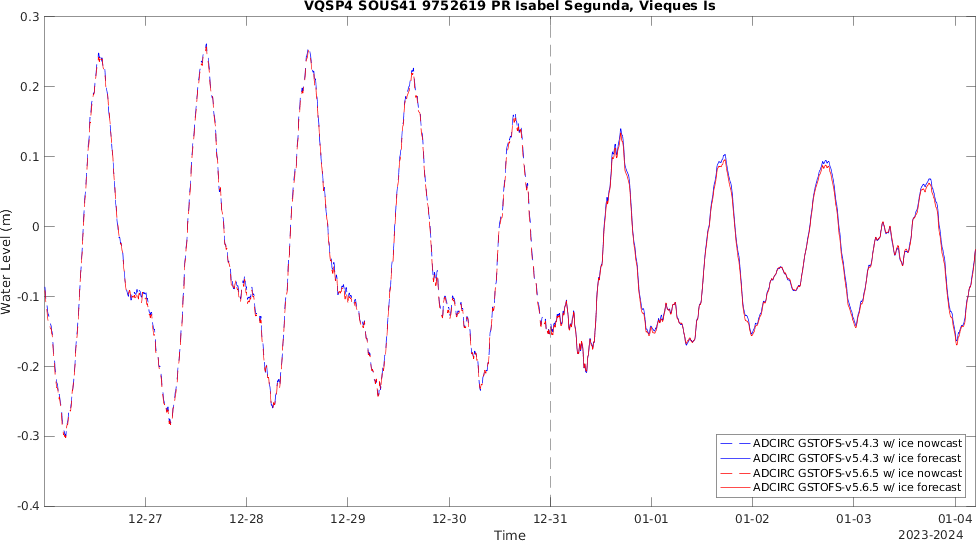 VQSP4 SOUS41 9752619 PR Isabel Segunda, Vieques Is
0.3
0.2
0.1
0
-0.1
-0.2
-0.3
-0.4
Water Level (m)
ADCIRC GSTOFS-v5.4.3 w/ ice nowcast
ADCIRC GSTOFS-v5.4.3 w/ ice forecast
ADCIRC GSTOFS-v5.6.5 w/ ice nowcast
ADCIRC GSTOFS-v5.6.5 w/ ice forecast
12-27 12-28 12-29 12-30 12-31 01-01 01-02 01-03 01-04
Time
2023-2024